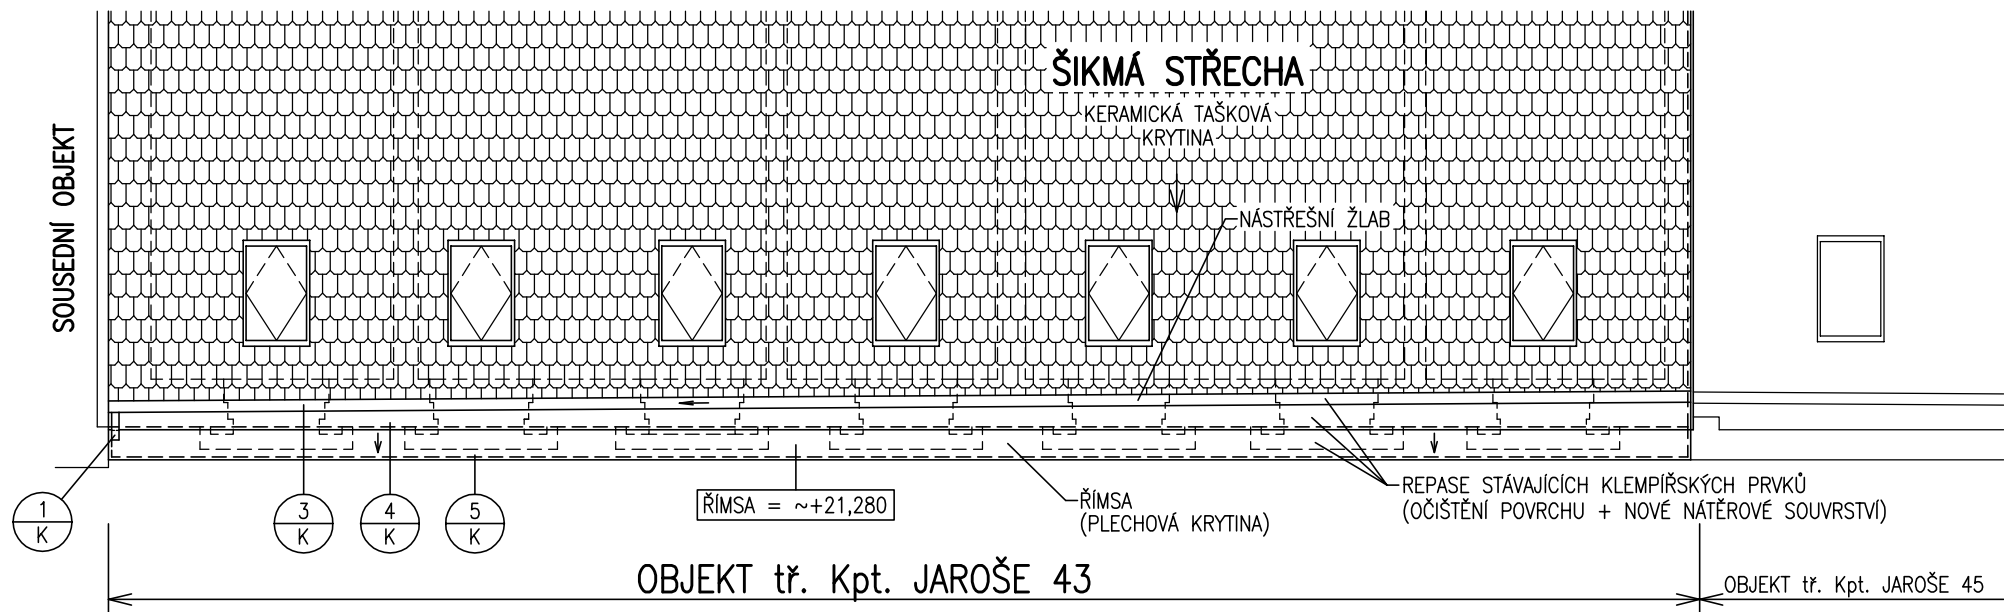 ŠIKMÁ STŘECHA
KERAMICKÁ TAŠKOVÁ
KRYTINA
SOUSEDNÍ OBJEKT
NÁSTŘEŠNÍ ŽLAB
1
K
3
K
4
K
5
K
ŘÍMSA = ~+21,280
ŘÍMSA
(PLECHOVÁ KRYTINA)
REPASE STÁVAJÍCÍCH KLEMPÍŘSKÝCH PRVKŮ
(OČIŠTĚNÍ POVRCHU + NOVÉ NÁTĚROVÉ SOUVRSTVÍ)
OBJEKT tř. Kpt. JAROŠE 43
OBJEKT tř. Kpt. JAROŠE 45